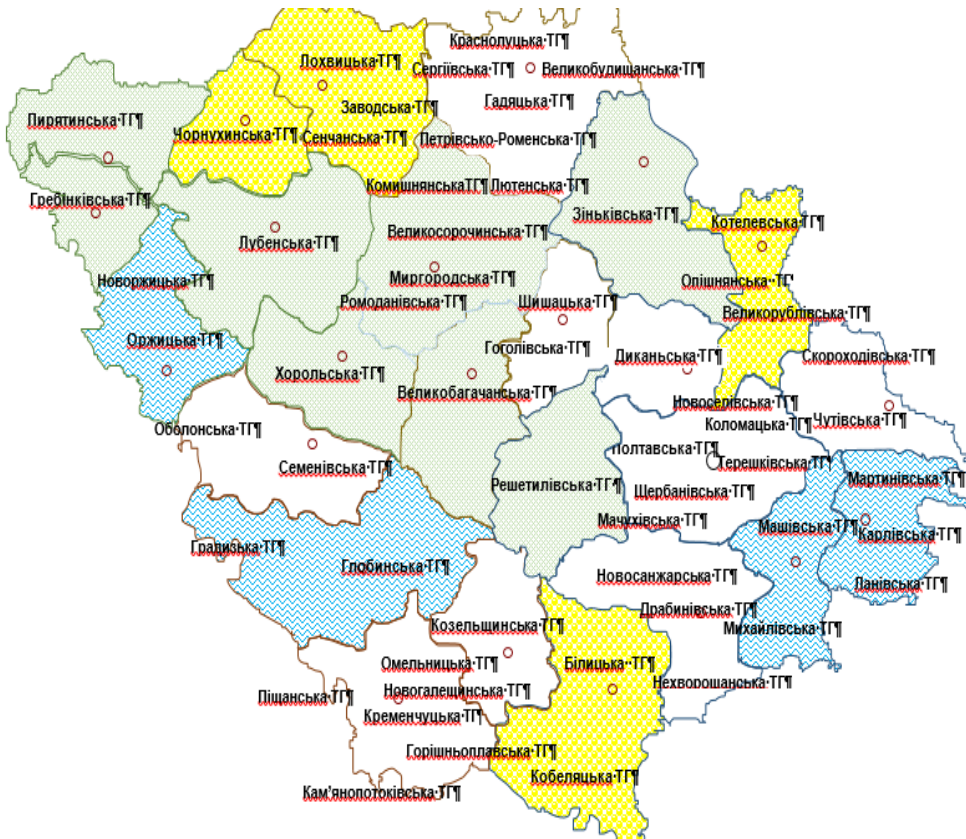 Краснолуцька·ТГ¶
Лохвицька·ТГ¶
Сергіївська·ТГ¶
Великобудищанська·ТГ¶
Гадяцька·ТГ¶
Заводська·ТГ¶
Пирятинська·ТГ¶
Чорнухинська·ТГ¶
Сенчанська·ТГ¶
Петрівсько-Роменська·ТГ¶
Комишнянська ТГ¶
Лютенська·ТГ¶
Гребінківська·ТГ¶
Зіньківська·ТГ¶
Котелевська·ТГ¶
Великосорочинська·ТГ¶
Лубенська·ТГ¶
Новоржицька·ТГ¶
Миргородська·ТГ¶
Опішнянська··ТГ
Ромоданівська·ТГ¶
Шишацька·ТГ¶
Великорублівська·ТГ¶
Оржицька·ТГ¶
Гоголівська·ТГ¶
Диканьська·ТГ¶
Скороходівська·ТГ¶
Хорольська·ТГ¶
Великобагачанська·ТГ¶
Новоселівська·ТГ¶
Чутівська·ТГ¶
Коломацька·ТГ¶
Оболонська·ТГ¶
Полтавська·ТГ¶
Терешківська·ТГ¶
Семенівська·ТГ¶
Решетилівська·ТГ¶
Мартинівська·ТГ¶
Щербанівська·ТГ¶
Мачухівська·ТГ¶
Машівська·ТГ¶
Карлівська·ТГ¶
Градизька·ТГ¶
Глобинська·ТГ¶
Новосанжарська·ТГ¶
Ланівська·ТГ¶
Драбинівська·ТГ¶
Козельщинська·ТГ¶
Михайлівська·ТГ¶
Омельницька·ТГ¶
Білицька··ТГ¶
Піщанська·ТГ¶
Новогалещинська·ТГ¶
Нехворощанська·ТГ¶
Кременчуцька·ТГ¶
Горішньоплавська·ТГ¶
Кобеляцька·ТГ¶
Кам’янопотоківська·ТГ¶